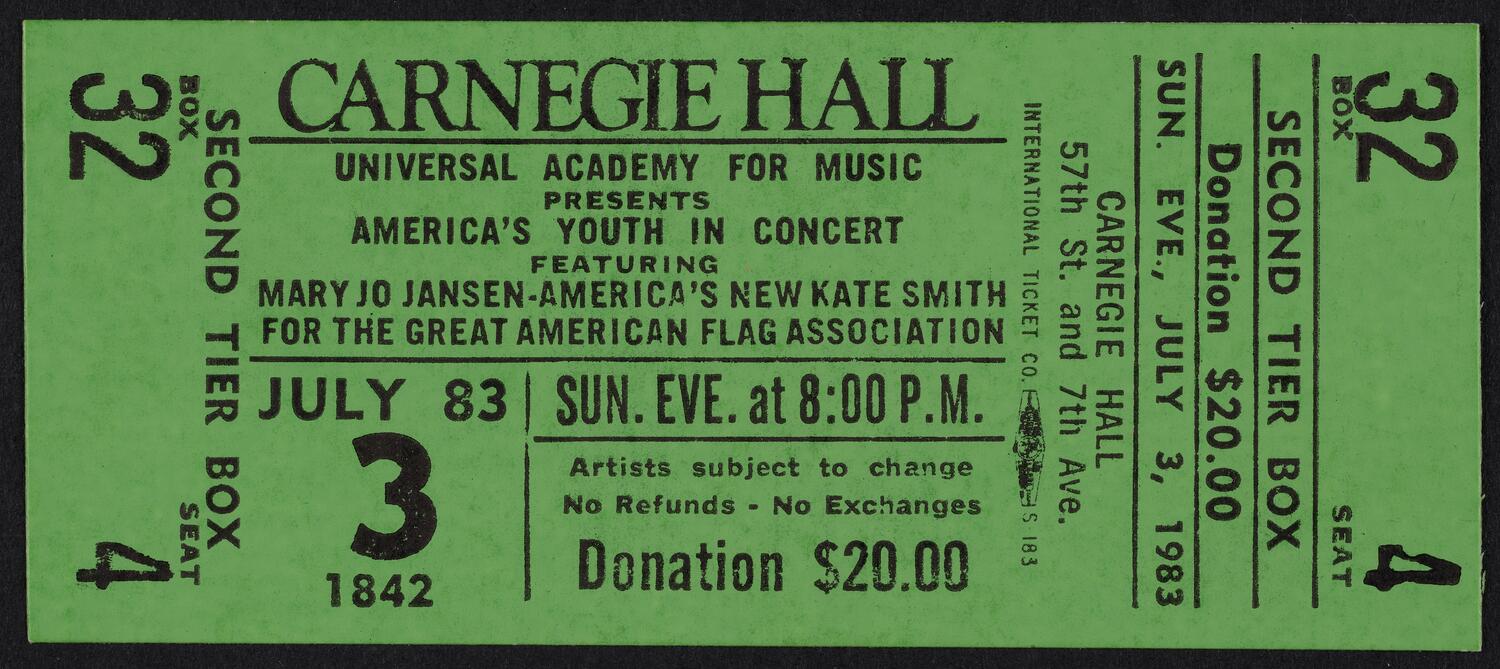 32
BOX
SECOND TIER BOX
SEAT
4
CARNEGIE HALL
UNIVERSAL ACADEMY FOR MUSIC
PRESENTS
AMERICA'S YOUTH IN CONCERT
FEATURING
MARY JO JANSEN-AMERICA'S NEW KATE SMITH
FOR THE GREAT AMERICAN FLAG ASSOCIATION
JULY 83
3
1842
SUN. EVE. at 8:00 P.M.
Artists subject to change
No Refunds - No Exchanges
Donation $20.00
INTERNATIONAL TICKET CO. S 183
CARNEGIE HALL
57th St. and 7th Ave.
SUN. EVE., JULY 3, 1983
Donation $20.00
SECOND TIER BOX
32
BOX
SEAT
4